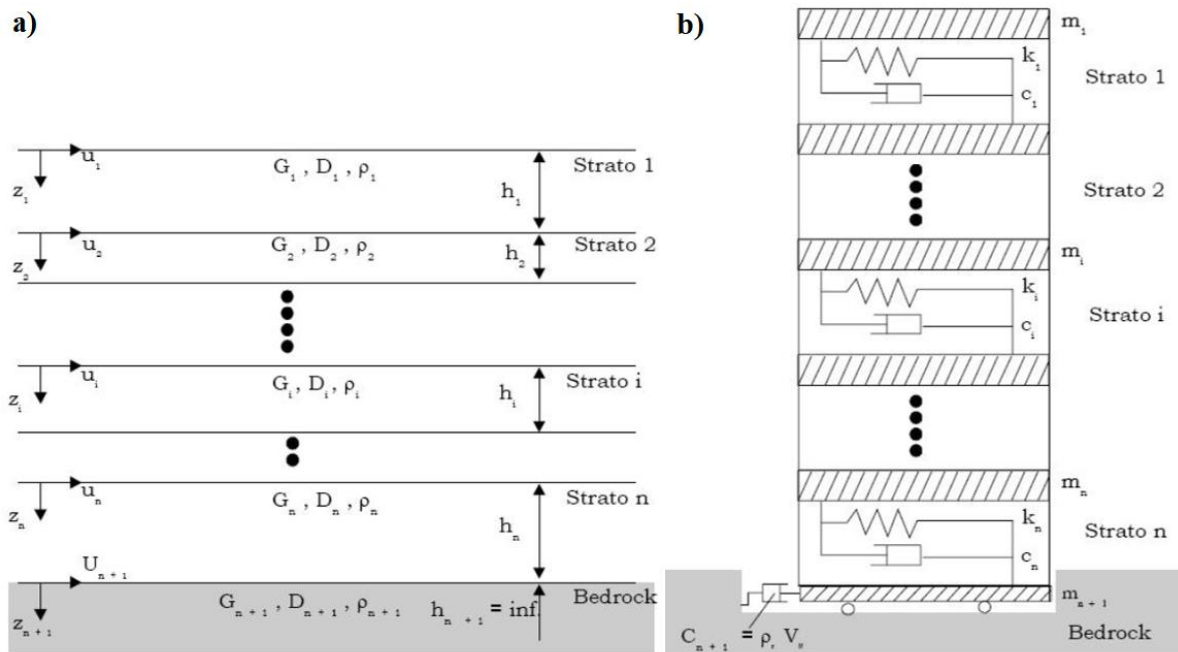 a)
u₁
G₁ , D₁ , ρ₁
Strato 1
z₁
h₁
u₂
G₂ , D₂ , ρ₂
Strato 2
z₂
h₂
uᵢ
Gᵢ , Dᵢ , ρᵢ
Strato i
zᵢ
hᵢ
uₙ
Gₙ , Dₙ , ρₙ
Strato n
zₙ
hₙ
Uₙ ₊ ₁
Gₙ₊₁ , Dₙ₊₁ , ρₙ₊₁ hₙ ₊₁ = inf.
Bedrock
zₙ₊₁
b)
m₁
k₁
Strato 1
c₁
Strato 2
mᵢ
kᵢ
Strato i
cᵢ
mₙ
kₙ
Strato n
cₙ
mₙ₊₁
Cₙ₊₁ = ρᵣ Vₛ
Bedrock